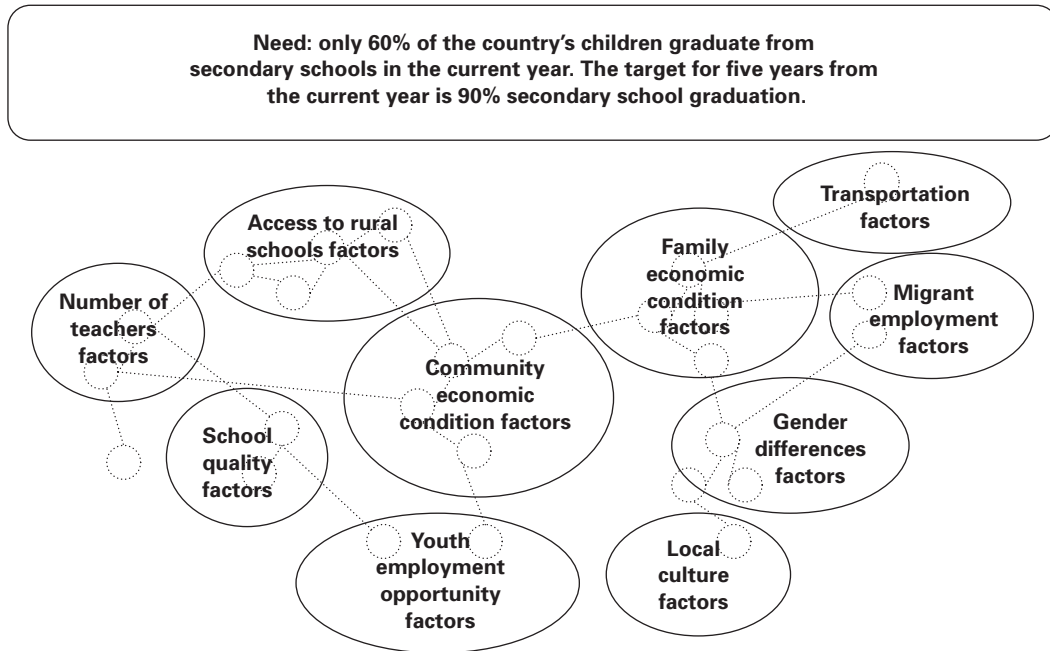 Need: only 60% of the country’s children graduate from
secondary schools in the current year. The target for five years from
the current year is 90% secondary school graduation.
Transportation
factors
Access to rural
schools factors
Family
economic
condition
factors
Number of
teachers
factors
Migrant
employment
factors
Community
economic
condition factors
School
quality
factors
Gender
differences
factors
Youth
employment
opportunity
factors
Local
culture
factors